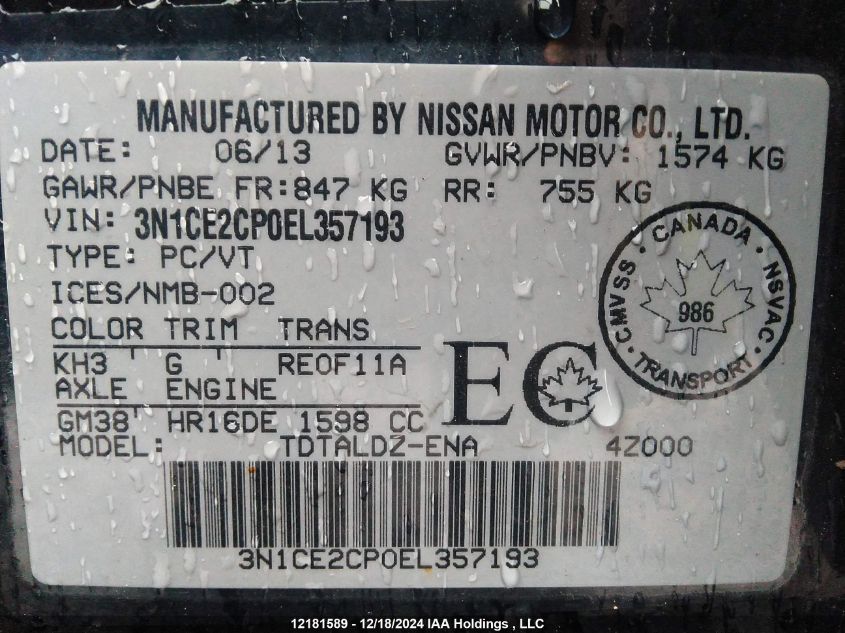 MANUFACTURED BY NISSAN MOTOR CO., LTD.
DATE: 06/13 GVWR/PNBV: 1574 KG
GAWR/PNBE FR:847 KG RR: 755 KG
VIN: 3N1CE2CP0EL357193
TYPE: PC/VT
ICES/NMB-002
COLOR TRIM TRANS
KH3 ' G ' RE0F11A
AXLE ENGINE
GM38' HR16DE 1598 CC
MODEL: TDTALDZ-ENA 4Z000
EC
CANADA
CMVSS · NSVAC
986
TRANSPORT
3N1CE2CP0EL357193
12181589 - 12/18/2024 IAA Holdings , LLC